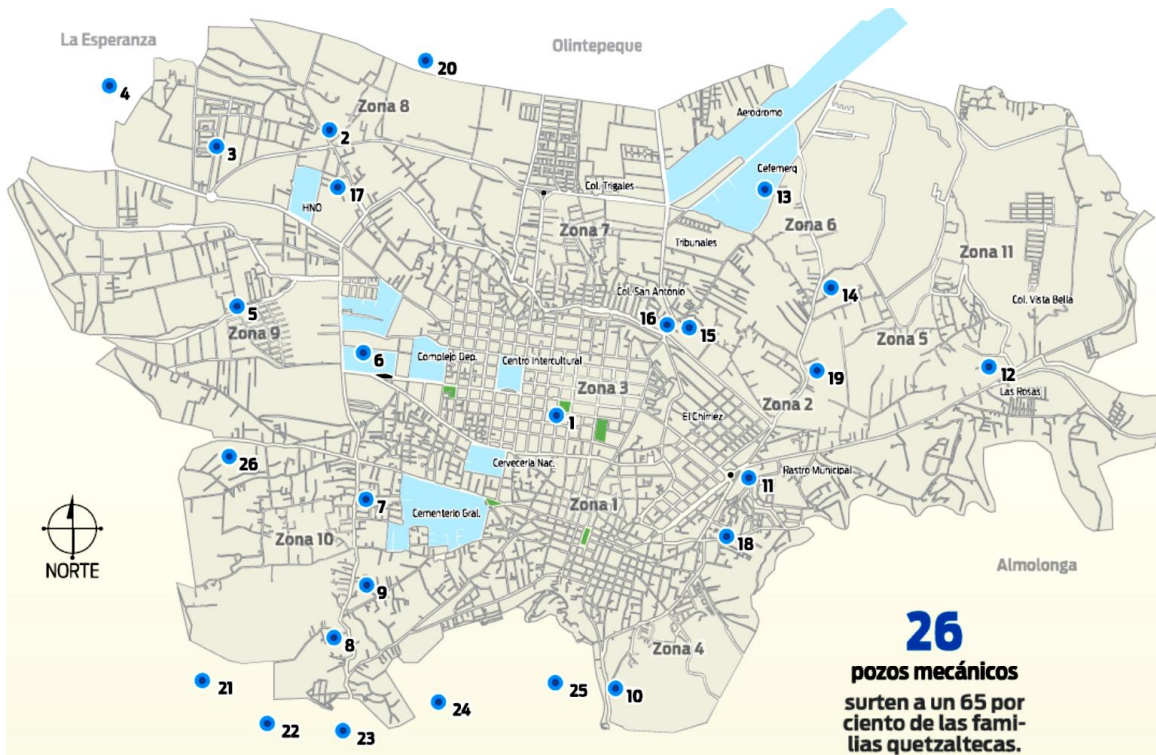 La Esperanza
Olintepeque
20
4
Zona 8
2
3
Aerodromo
Cefemerq
13
Col. Trigales
17
HNO
Zona 6
Zona 7
Tribunales
Zona 11
Col. San Antonio
14
Col. Vista Bella
5
Zona 9
16
15
Zona 5
6
Complejo Dep.
Centro Intercultural
Zona 3
19
12
Las Rosas
Zona 2
1
El Chirriez
26
Cervecería Nac.
Rastro Municipal
11
7
Cementerio Gral.
Zona 1
Zona 10
18
NORTE
Almolonga
9
8
Zona 4
21
25
10
24
22
23
26
pozos mecánicos
surten a un 65 por
ciento de las fami-
lias quetzaltecas.